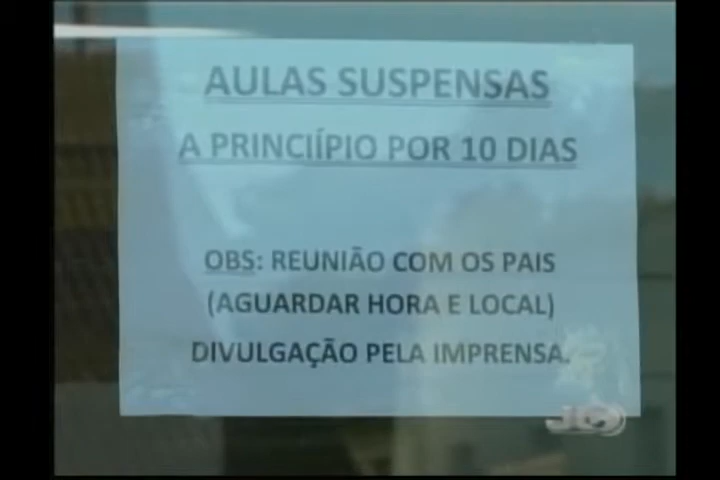 AULAS SUSPENSAS
A PRINCIÍPIO POR 10 DIAS
OBS: REUNIÃO COM OS PAIS
(AGUARDAR HORA E LOCAL)
DIVULGAÇÃO PELA IMPRENSA.